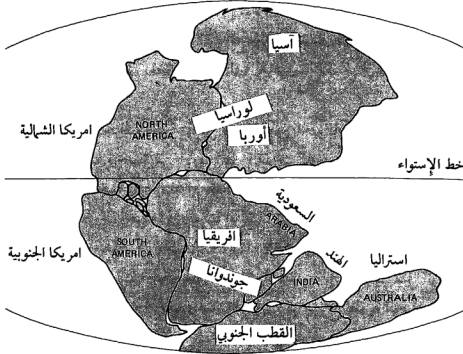 آسيا
لوراسيا
امريكا الشمالية
NORTH
AMERICA
أوربا
خط الإستواء
السعودية
ARABIA
افريقيا
امريكا الجنوبية
SOUTH
AMERICA
جوندوانا
الهند
INDIA
استراليا
AUSTRALIA
القطب الجنوبي